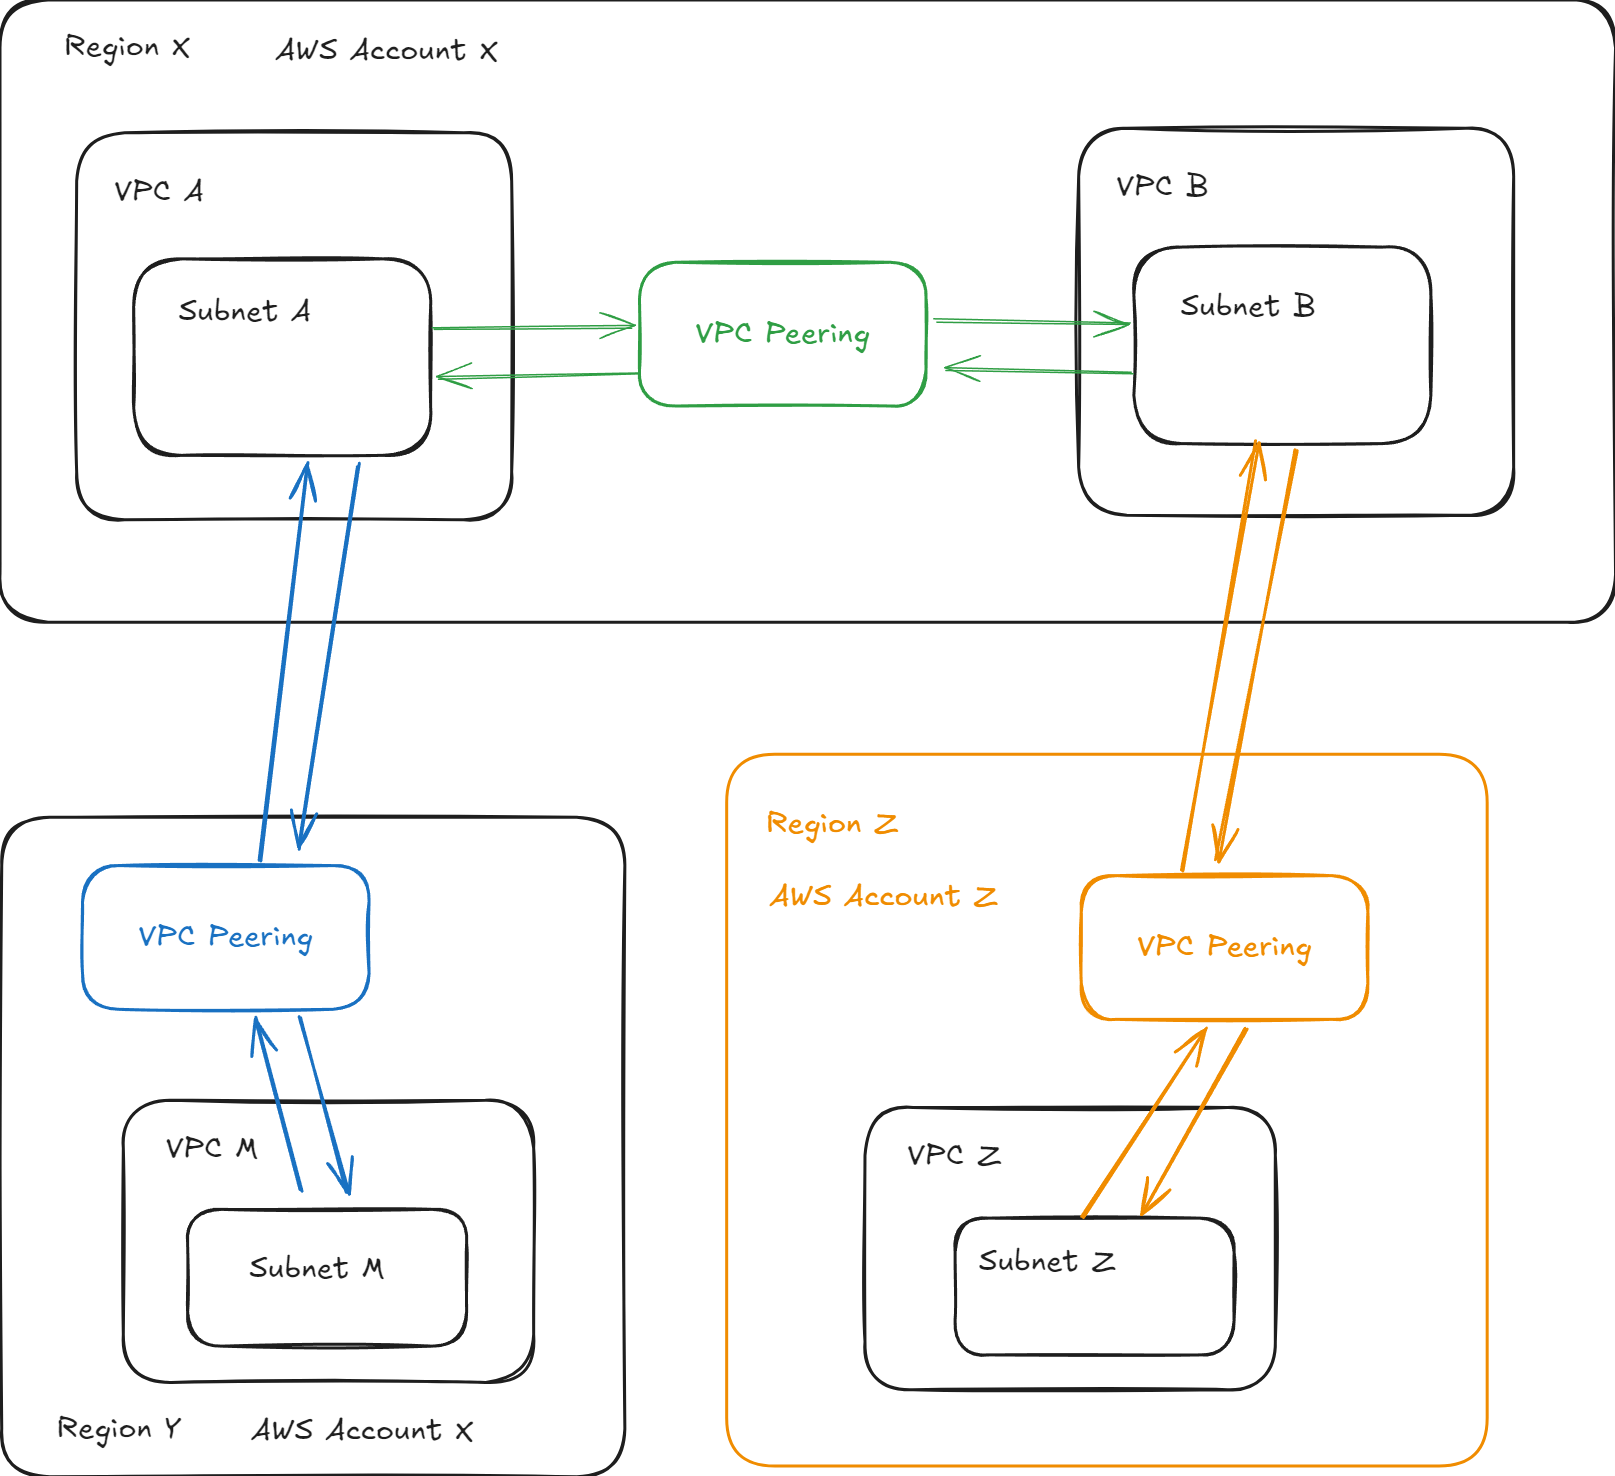 Region X
AWS Account X
VPC A
VPC B
Subnet A
VPC Peering
Subnet B
VPC Peering
VPC M
Subnet M
Region Y
AWS Account X
Region Z
AWS Account Z
VPC Peering
VPC Z
Subnet Z